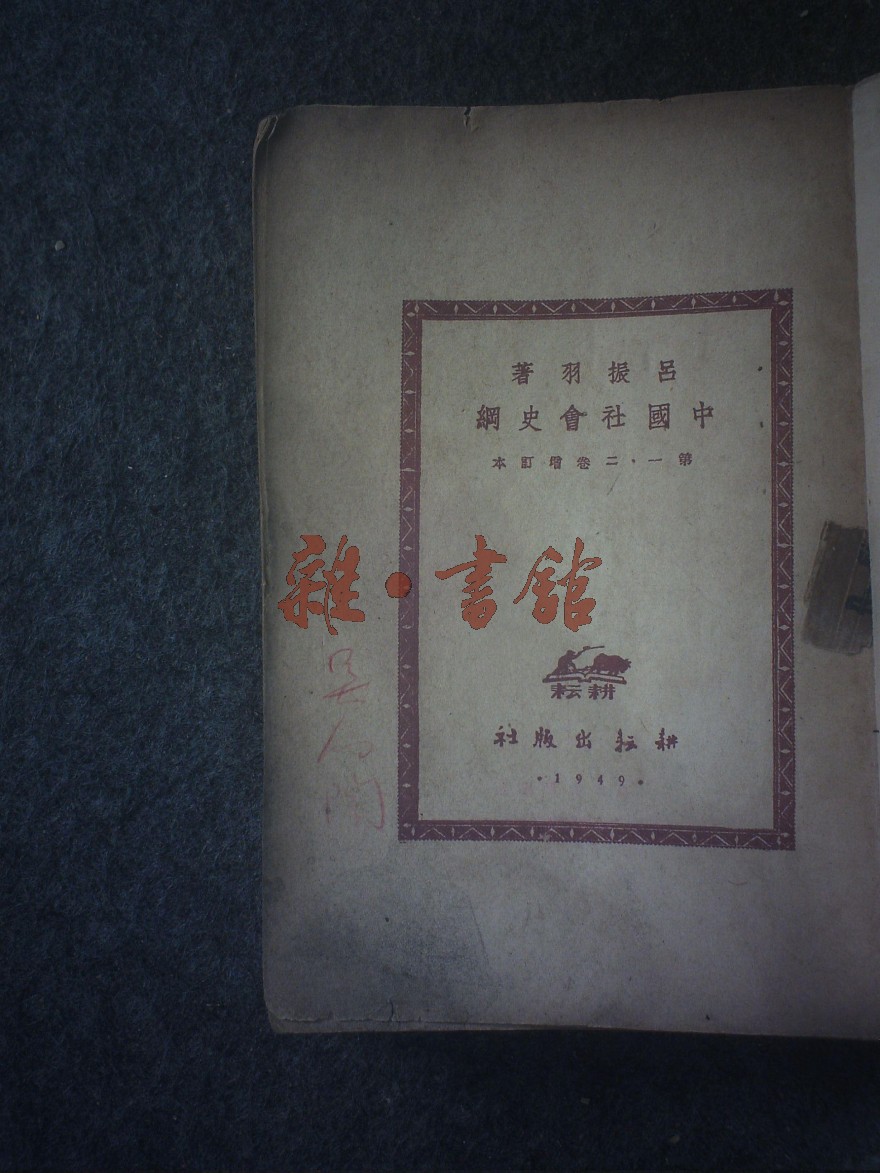 呂振羽著
中國社會史綱
第一·二卷增訂本
雜·書館
耕耘
耕耘出版社
·1949·